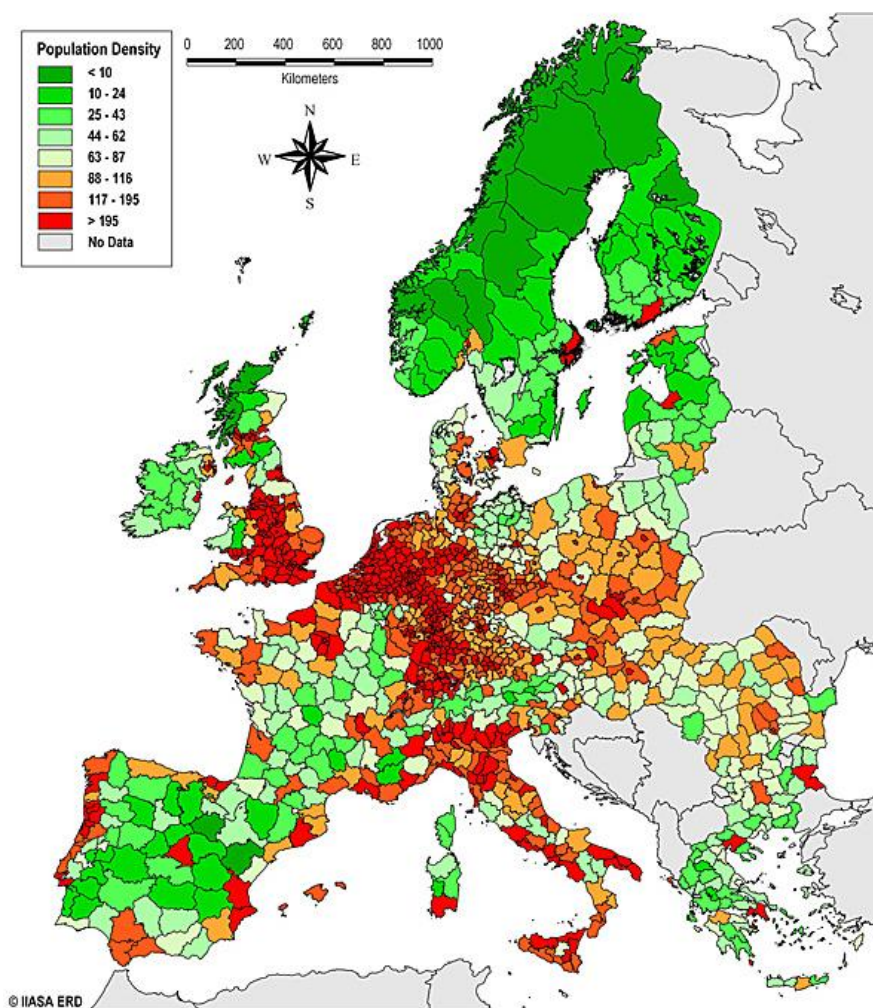 Population Density
< 10
10 - 24
25 - 43
44 - 62
63 - 87
88 - 116
117 - 195
> 195
No Data
0 200 400 600 800 1000
Kilometers
N
W E
S
© IIASA ERD